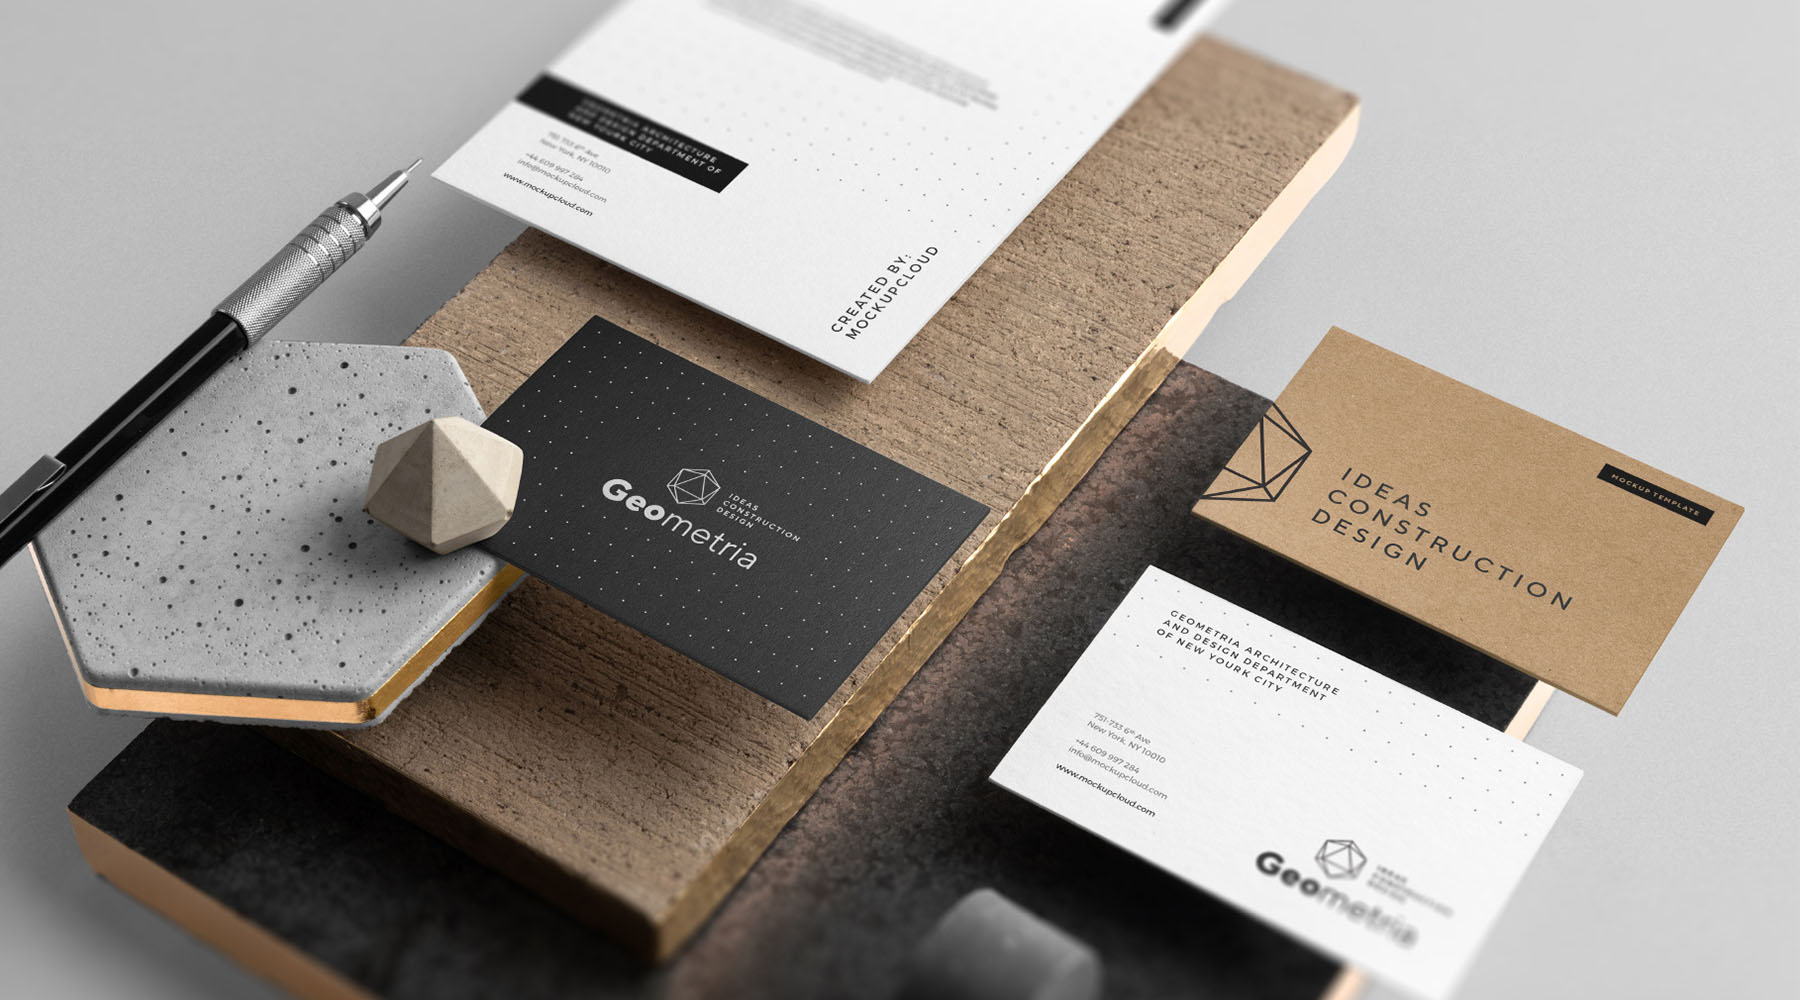 GEOMETRIA ARCHITECTURE
AND DESIGN DEPARTMENT OF
NEW YOURK CITY
751-733 6th Ave
New York, NY 10010
+44 609 997 284
info@mockupcloud.com
www.mockupcloud.com
CREATED BY:
MOCKUPCLOUD
Geometria
IDEAS
CONSTRUCTION
DESIGN
MOCKUP TEMPLATE
IDEAS
CONSTRUCTION
DESIGN
GEOMETRIA ARCHITECTURE
AND DESIGN DEPARTMENT
OF NEW YOURK CITY
751-733 6th Ave
New York, NY 10010
+44 609 997 284
info@mockupcloud.com
www.mockupcloud.com
Geometria
IDEAS
CONSTRUCTION
DESIGN